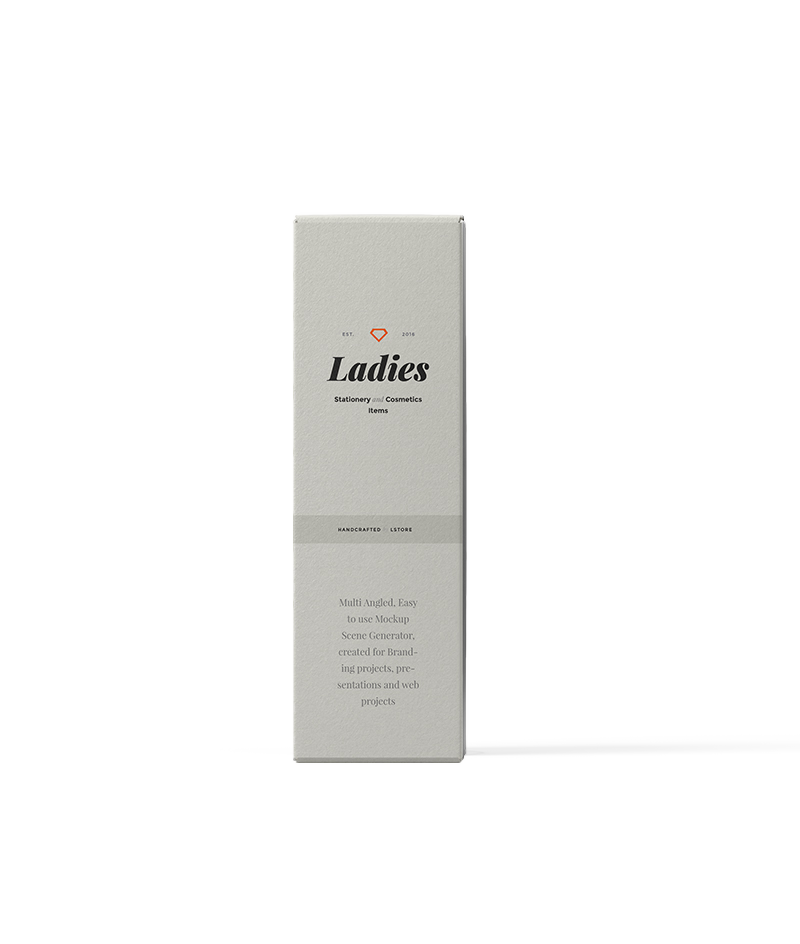 EST. 2016
Ladies
Stationery and Cosmetics
Items
HANDCRAFTED LSTORE
Multi Angled, Easy
to use Mockup
Scene Generator,
created for Brand-
ing projects, pre-
sentations and web
projects